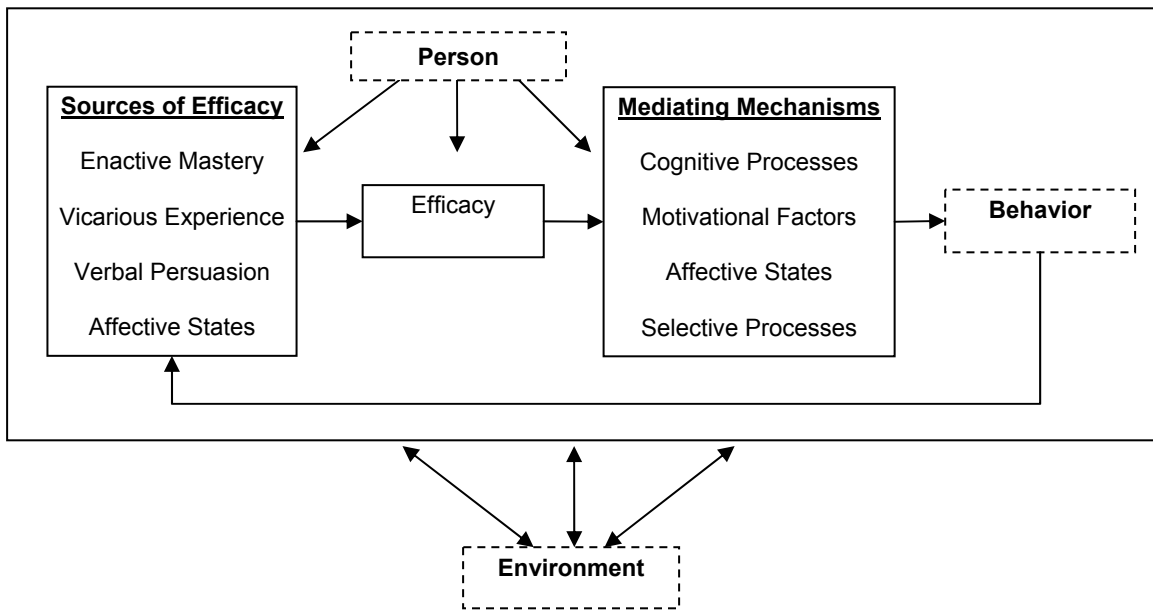 Person
Sources of Efficacy
Enactive Mastery
Vicarious Experience
Verbal Persuasion
Affective States
Efficacy
Mediating Mechanisms
Cognitive Processes
Motivational Factors
Affective States
Selective Processes
Behavior
Environment